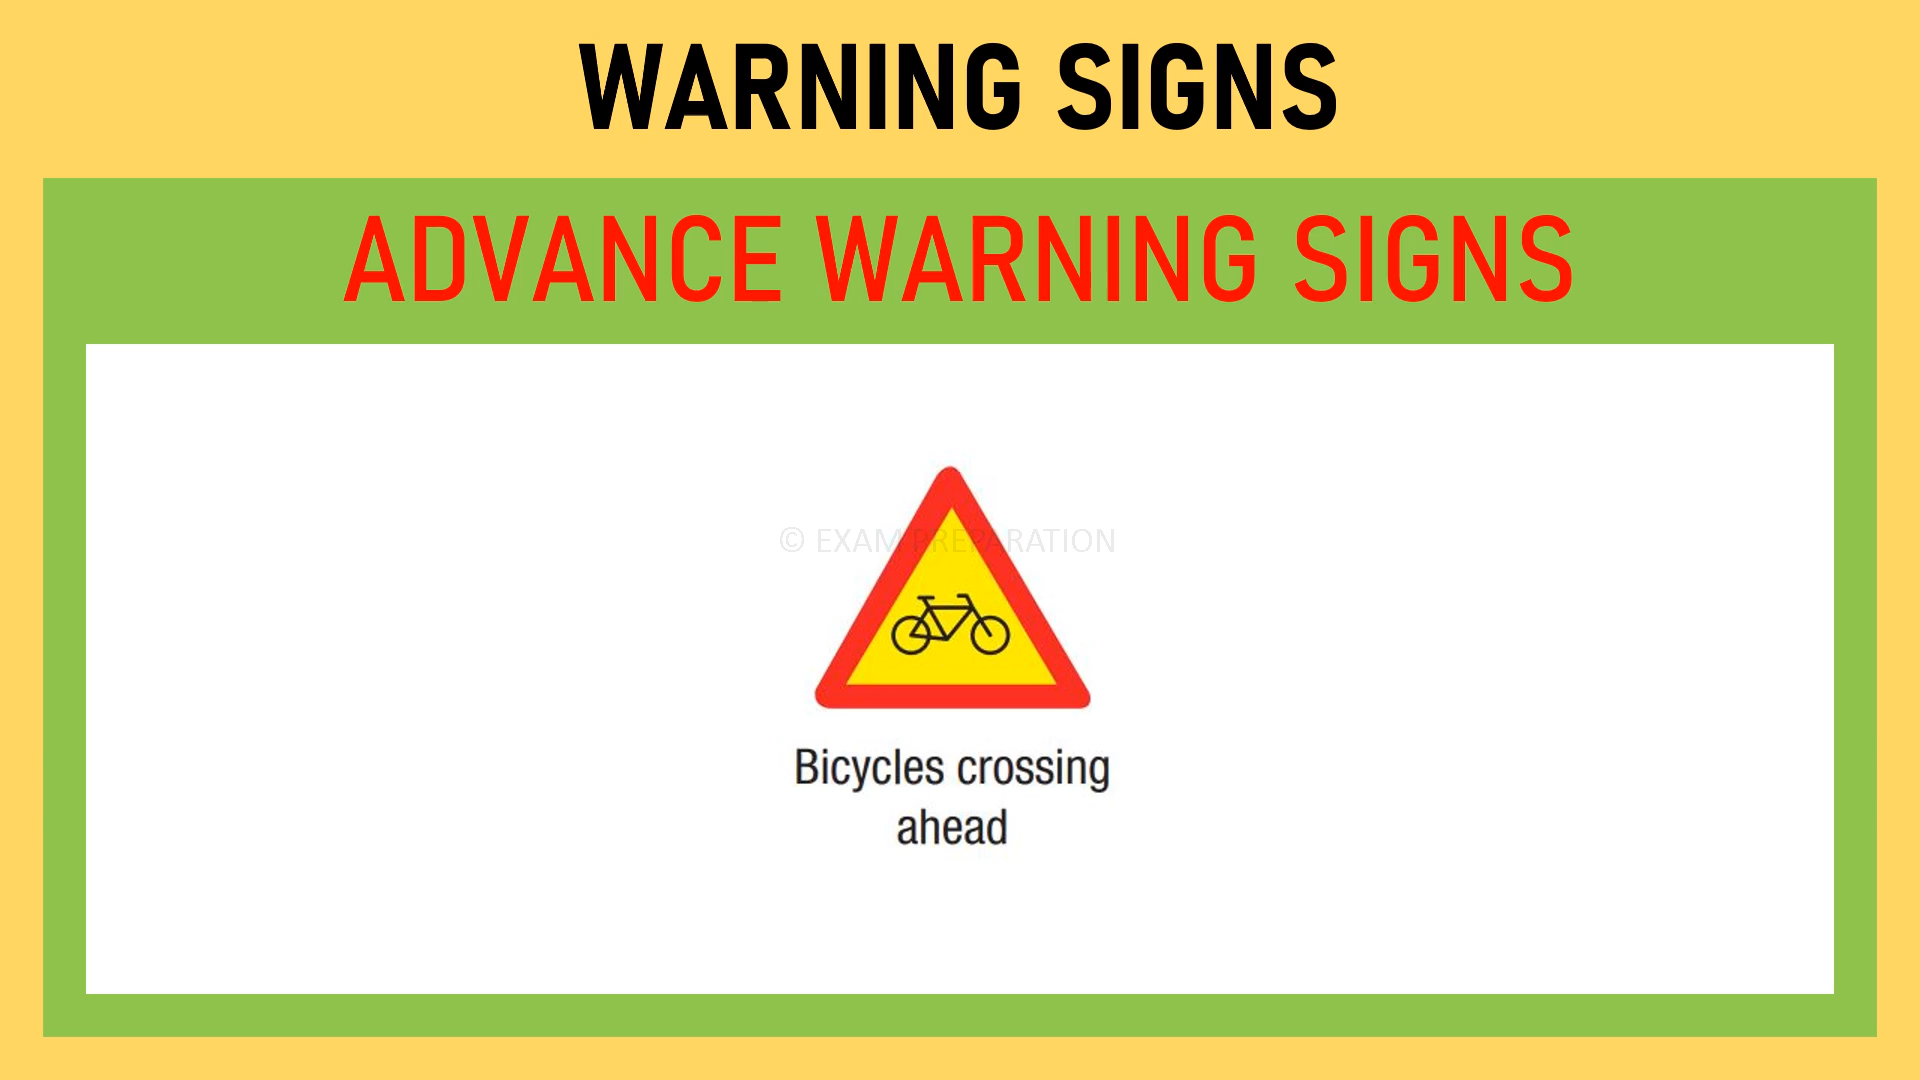 WARNING SIGNS
ADVANCE WARNING SIGNS
© EXAM PREPARATION
Bicycles crossing
ahead